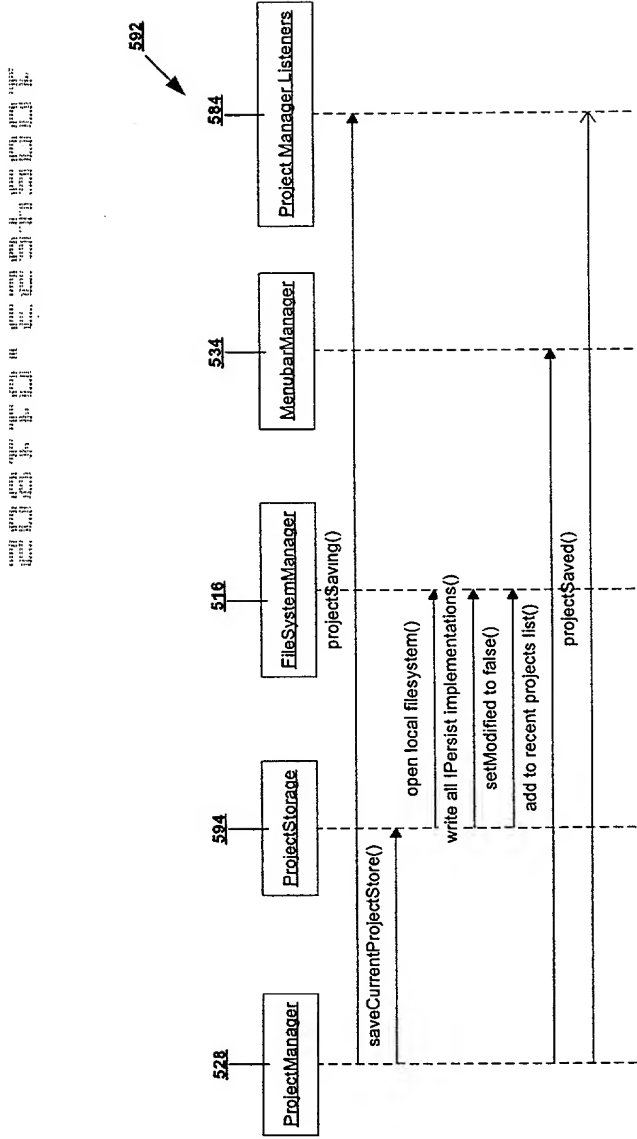 592
528
594
516
534
584
ProjectManager
ProjectStorage
FileSystemManager
MenubarManager
Project Manager Listeners
projectSaving()
saveCurrentProjectStore()
open local filesystem()
write all IPersist implementations()
setModified to false()
add to recent projects list()
projectSaved()